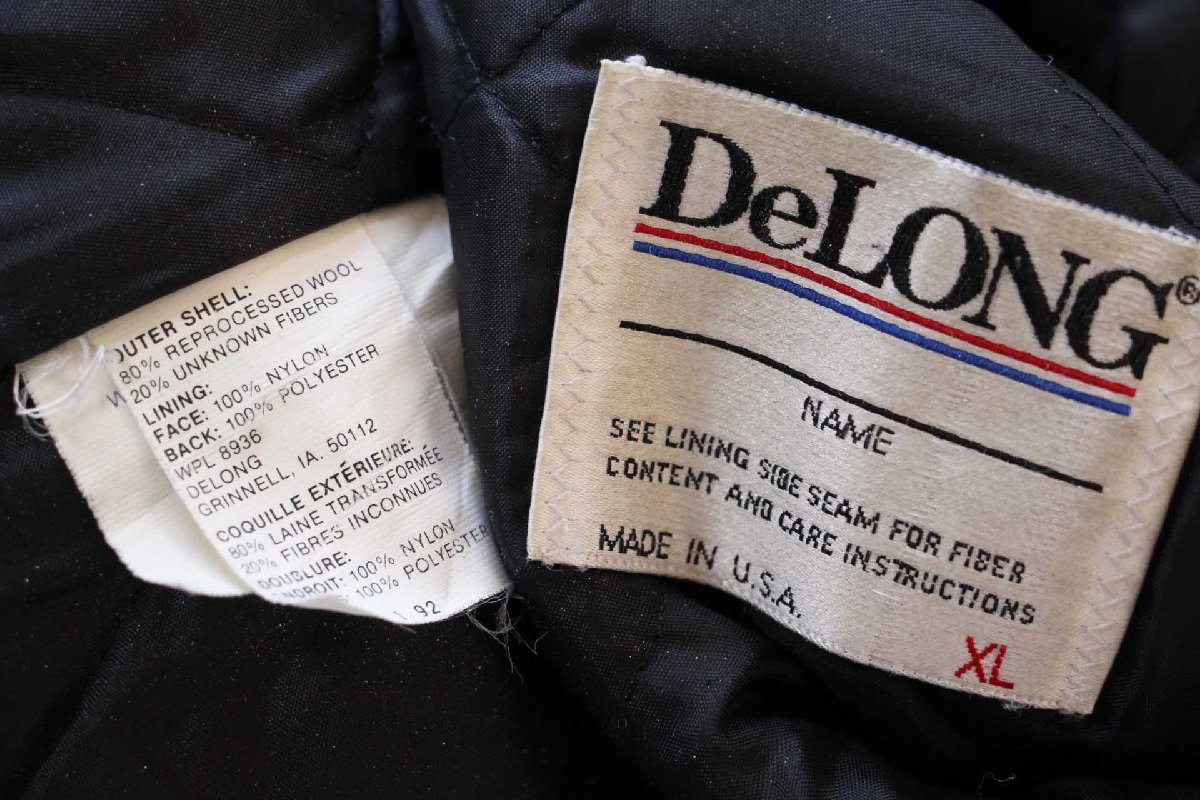 OUTER SHELL:
80% REPROCESSED WOOL
20% UNKNOWN FIBERS
LINING:
FACE: 100% NYLON
BACK: 100% POLYESTER
WPL 8936
DELONG
GRINNELL, IA. 50112
COQUILLE EXTÉRIEURE:
80% LAINE TRANSFORMÉE
20% FIBRES INCONNUES
DOUBLURE:
ENDROIT: 100% NYLON
100% POLYESTER
92
DeLONG®
NAME
SEE LINING SIDE SEAM FOR FIBER
CONTENT AND CARE INSTRUCTIONS
MADE IN U.S.A.
XL